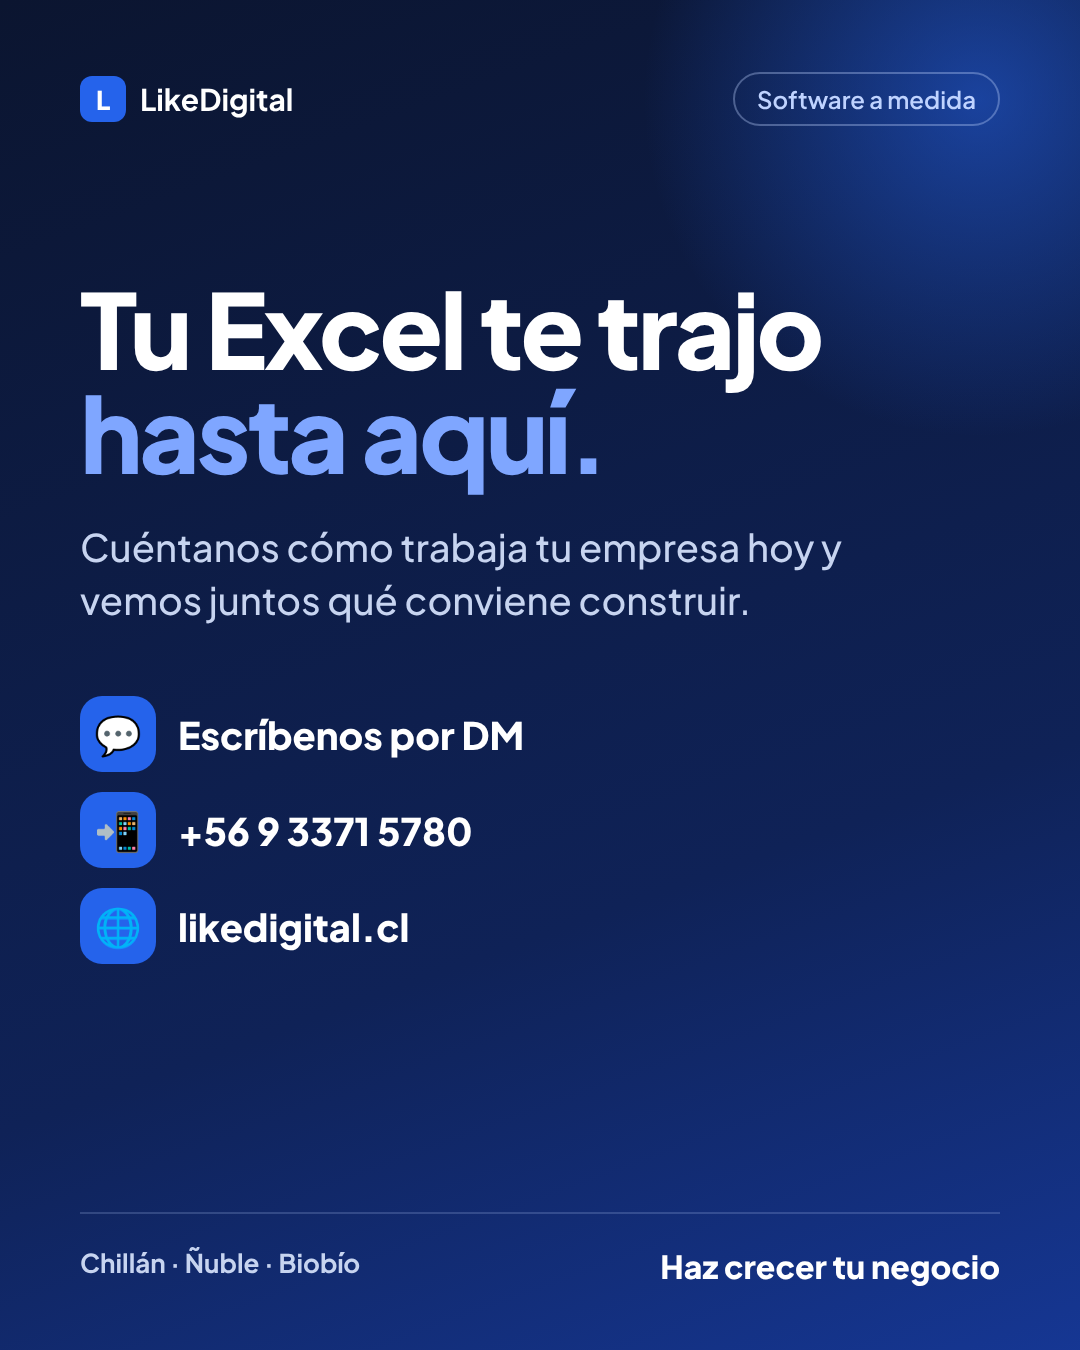 L LikeDigital
Software a medida
Tu Excel te trajo
hasta aquí.
Cuéntanos cómo trabaja tu empresa hoy y
vemos juntos qué conviene construir.
Escríbenos por DM
+56 9 3371 5780
likedigital.cl
Chillán · Ñuble · Biobío
Haz crecer tu negocio